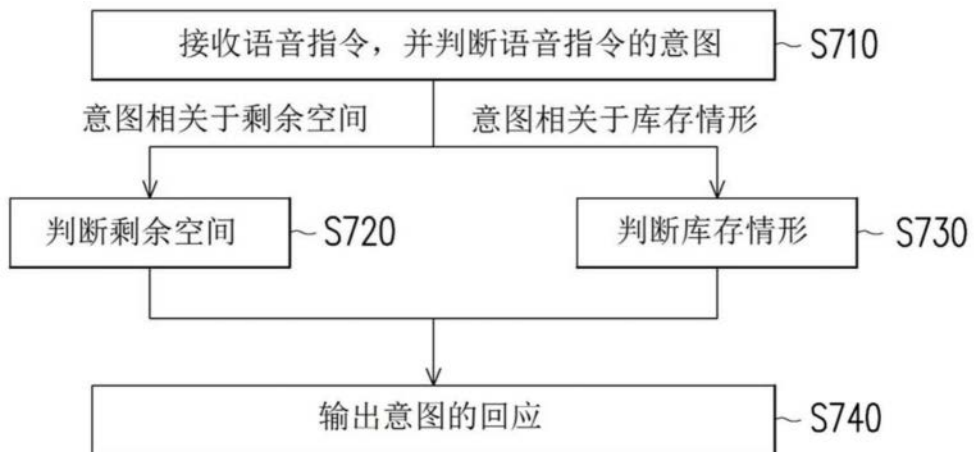 接收语音指令，并判断语音指令的意图 S710
意图相关于剩余空间 意图相关于库存情形
判断剩余空间 S720 判断库存情形 S730
输出意图的回应 S740